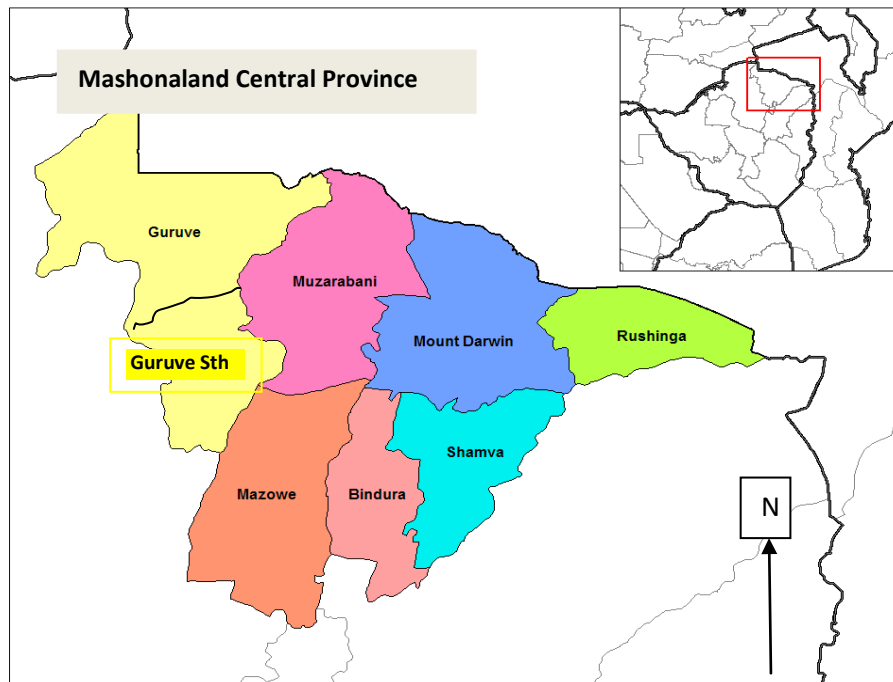 Mashonaland Central Province
Guruve
Muzarabani
Mount Darwin
Rushinga
Guruve Sth
Shamva
Mazowe
Bindura
N